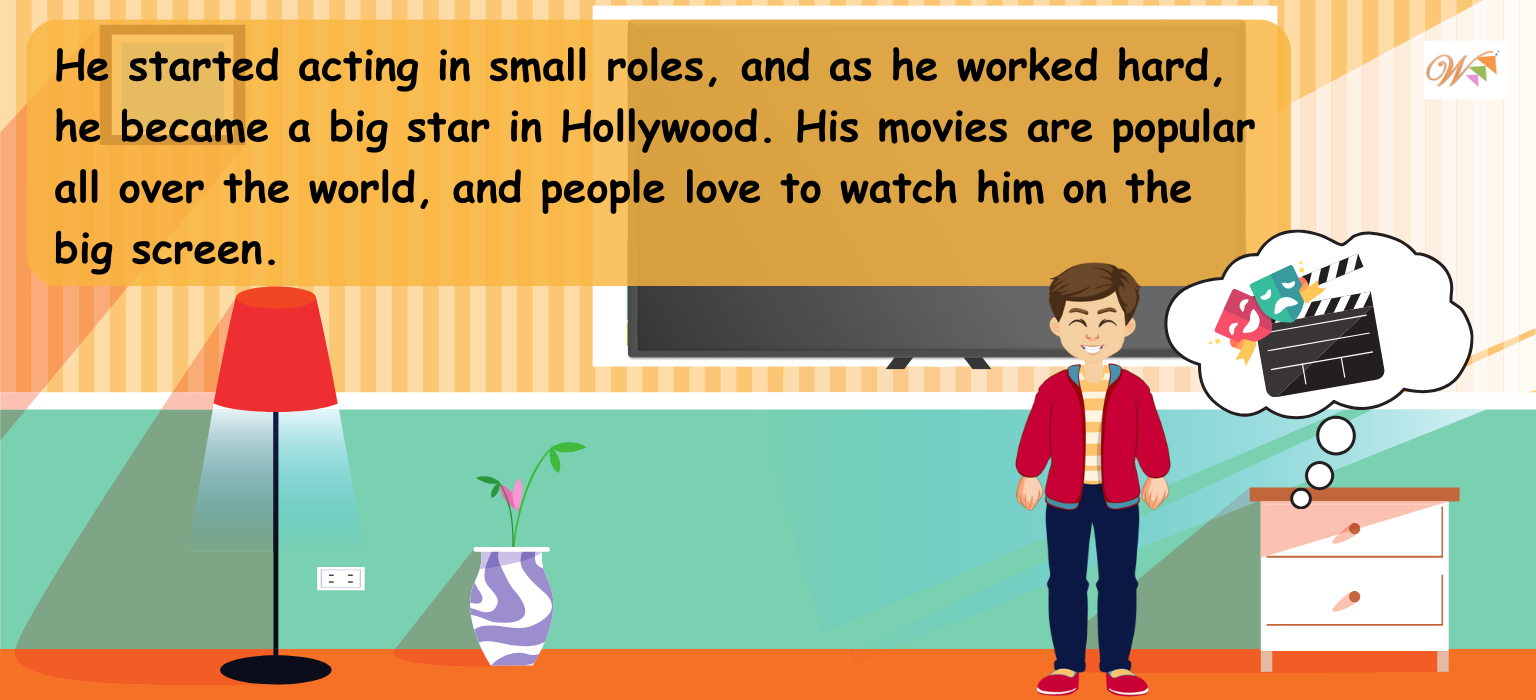 He started acting in small roles, and as he worked hard,
he became a big star in Hollywood. His movies are popular
all over the world, and people love to watch him on the
big screen.
W